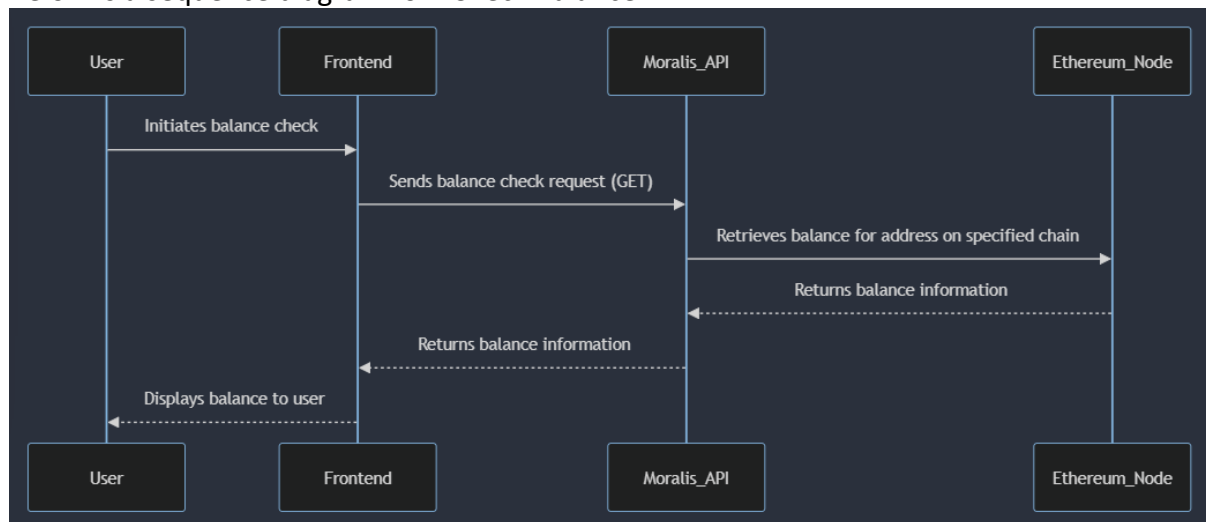 User Frontend Moralis_API Ethereum_Node
Initiates balance check
Sends balance check request (GET)
Retrieves balance for address on specified chain
Returns balance information
Returns balance information
Displays balance to user
User Frontend Moralis_API Ethereum_Node